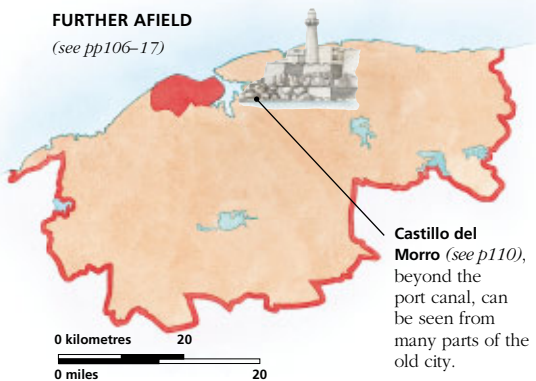 FURTHER AFIELD
(see pp106–17)
Castillo del
Morro (see p110),
beyond the
port canal, can
be seen from
many parts of the
old city.
0 kilometres 20
0 miles 20